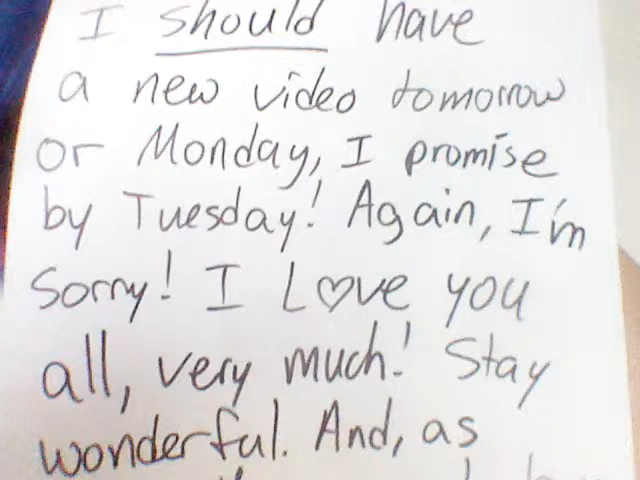 I should have
a new video tomorrow
or Monday, I promise
by Tuesday! Again, I'm
Sorry! I L♡ve you
all, very much! Stay
wonderful. And, as